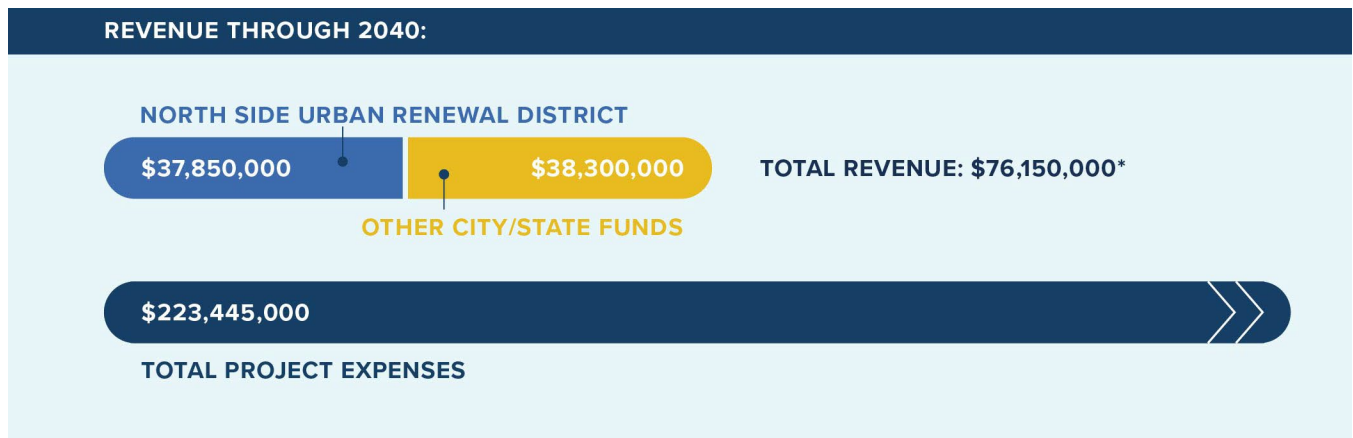 REVENUE THROUGH 2040:
NORTH SIDE URBAN RENEWAL DISTRICT
$37,850,000
$38,300,000
TOTAL REVENUE: $76,150,000*
OTHER CITY/STATE FUNDS
$223,445,000
TOTAL PROJECT EXPENSES